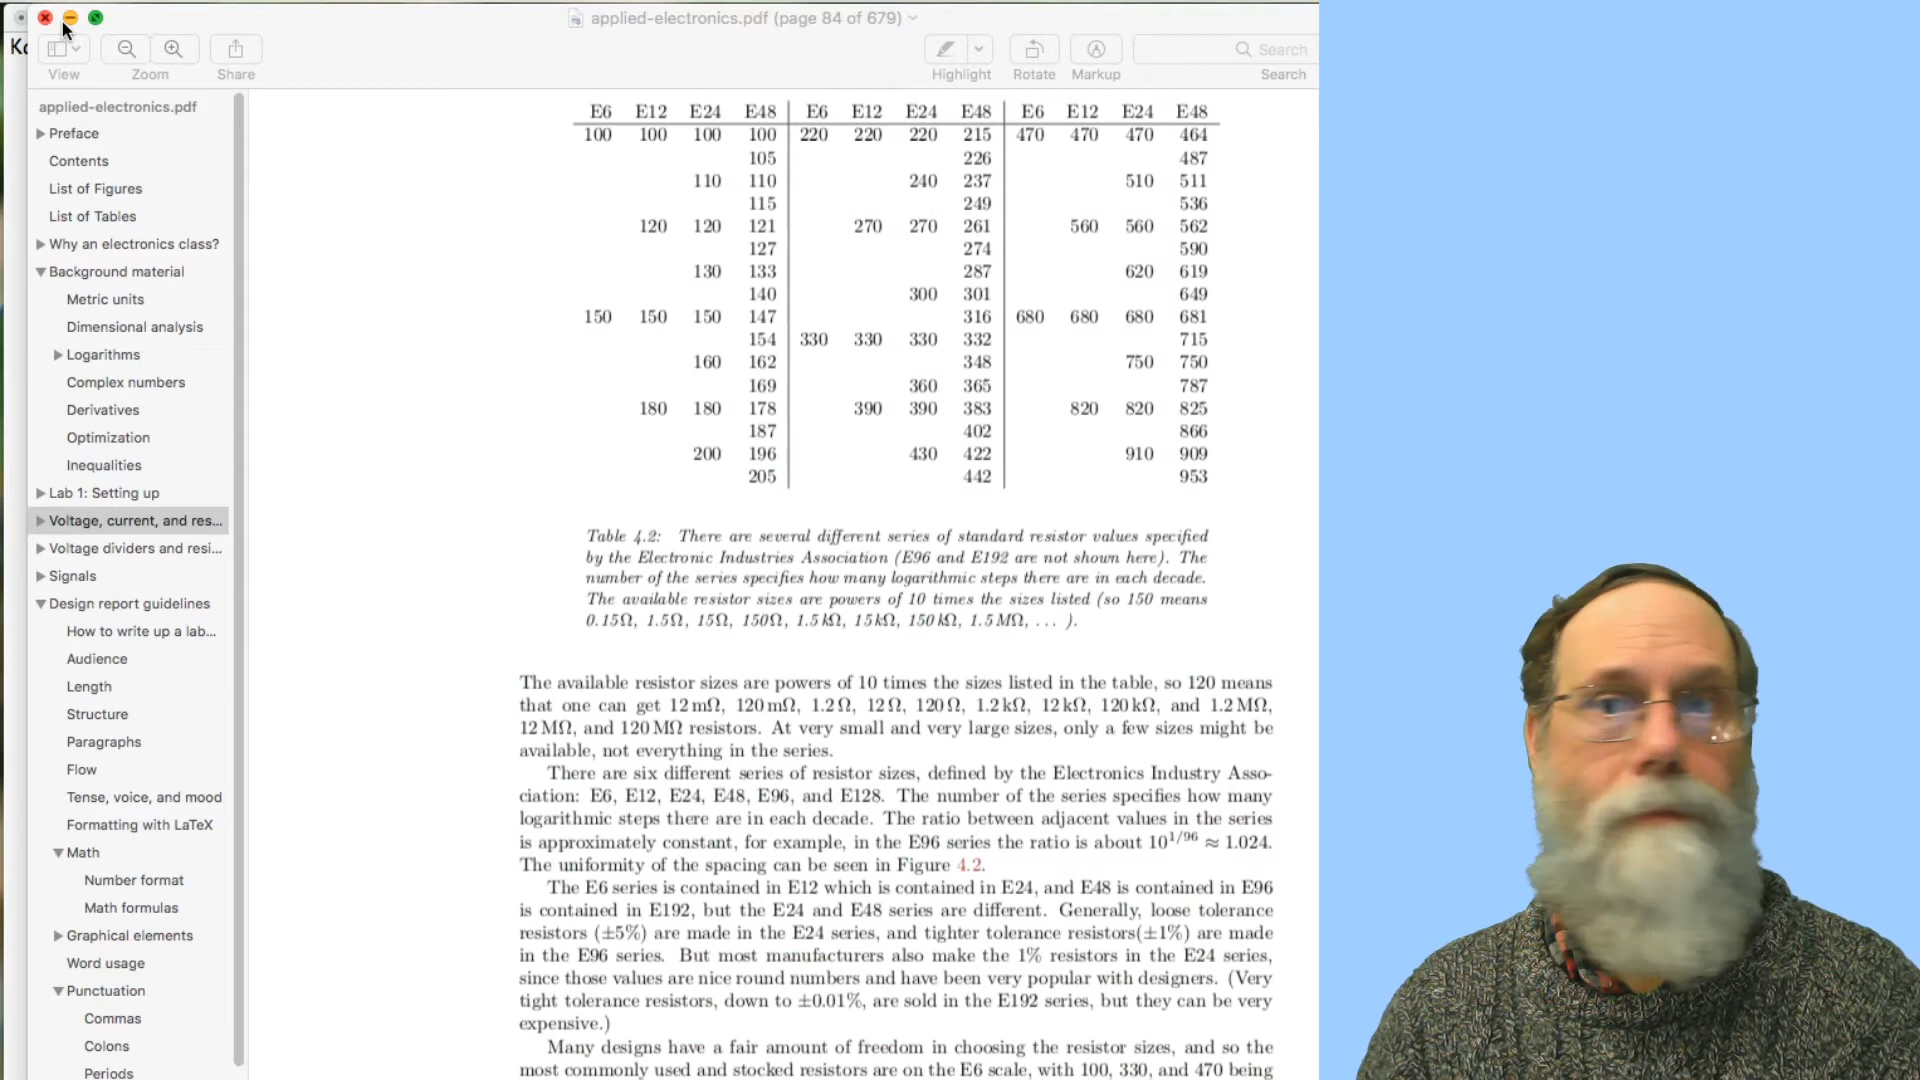 applied-electronics.pdf (page 84 of 679)
View
Zoom
Share
Highlight
Rotate
Markup
Search
Search
applied-electronics.pdf
Preface
Contents
List of Figures
List of Tables
Why an electronics class?
Background material
Metric units
Dimensional analysis
Logarithms
Complex numbers
Derivatives
Optimization
Inequalities
Lab 1: Setting up
Voltage, current, and res...
Voltage dividers and resi...
Signals
Design report guidelines
How to write up a lab...
Audience
Length
Structure
Paragraphs
Flow
Tense, voice, and mood
Formatting with LaTeX
Math
Number format
Math formulas
Graphical elements
Word usage
Punctuation
Commas
Colons
Periods
E6 E12 E24 E48 E6 E12 E24 E48 E6 E12 E24 E48
100 100 100 100 220 220 220 215 470 470 470 464
105 226 487
110 110 240 237 510 511
115 249 536
120 120 121 270 270 261 560 560 562
127 274 590
130 133 287 620 619
140 300 301 649
150 150 150 147 316 680 680 680 681
154 330 330 330 332 715
160 162 348 750 750
169 360 365 787
180 180 178 390 390 383 820 820 825
187 402 866
200 196 430 422 910 909
205 442 953
Table 4.2: There are several different series of standard resistor values specified
by the Electronic Industries Association (E96 and E192 are not shown here). The
number of the series specifies how many logarithmic steps there are in each decade.
The available resistor sizes are powers of 10 times the sizes listed (so 150 means
0.15Ω, 1.5Ω, 15Ω, 150Ω, 1.5kΩ, 15kΩ, 150kΩ, 1.5MΩ, ... ).
The available resistor sizes are powers of 10 times the sizes listed in the table, so 120 means
that one can get 12mΩ, 120mΩ, 1.2Ω, 12Ω, 120Ω, 1.2kΩ, 12kΩ, 120kΩ, and 1.2MΩ,
12MΩ, and 120MΩ resistors. At very small and very large sizes, only a few sizes might be
available, not everything in the series.
There are six different series of resistor sizes, defined by the Electronics Industry Asso-
ciation: E6, E12, E24, E48, E96, and E128. The number of the series specifies how many
logarithmic steps there are in each decade. The ratio between adjacent values in the series
is approximately constant, for example, in the E96 series the ratio is about 10^1/96 ≈ 1.024.
The uniformity of the spacing can be seen in Figure 4.2.
The E6 series is contained in E12 which is contained in E24, and E48 is contained in E96
is contained in E192, but the E24 and E48 series are different. Generally, loose tolerance
resistors (±5%) are made in the E24 series, and tighter tolerance resistors(±1%) are made
in the E96 series. But most manufacturers also make the 1% resistors in the E24 series,
since those values are nice round numbers and have been very popular with designers. (Very
tight tolerance resistors, down to ±0.01%, are sold in the E192 series, but they can be very
expensive.)
Many designs have a fair amount of freedom in choosing the resistor sizes, and so the
most commonly used and stocked resistors are on the E6 scale, with 100, 330, and 470 being